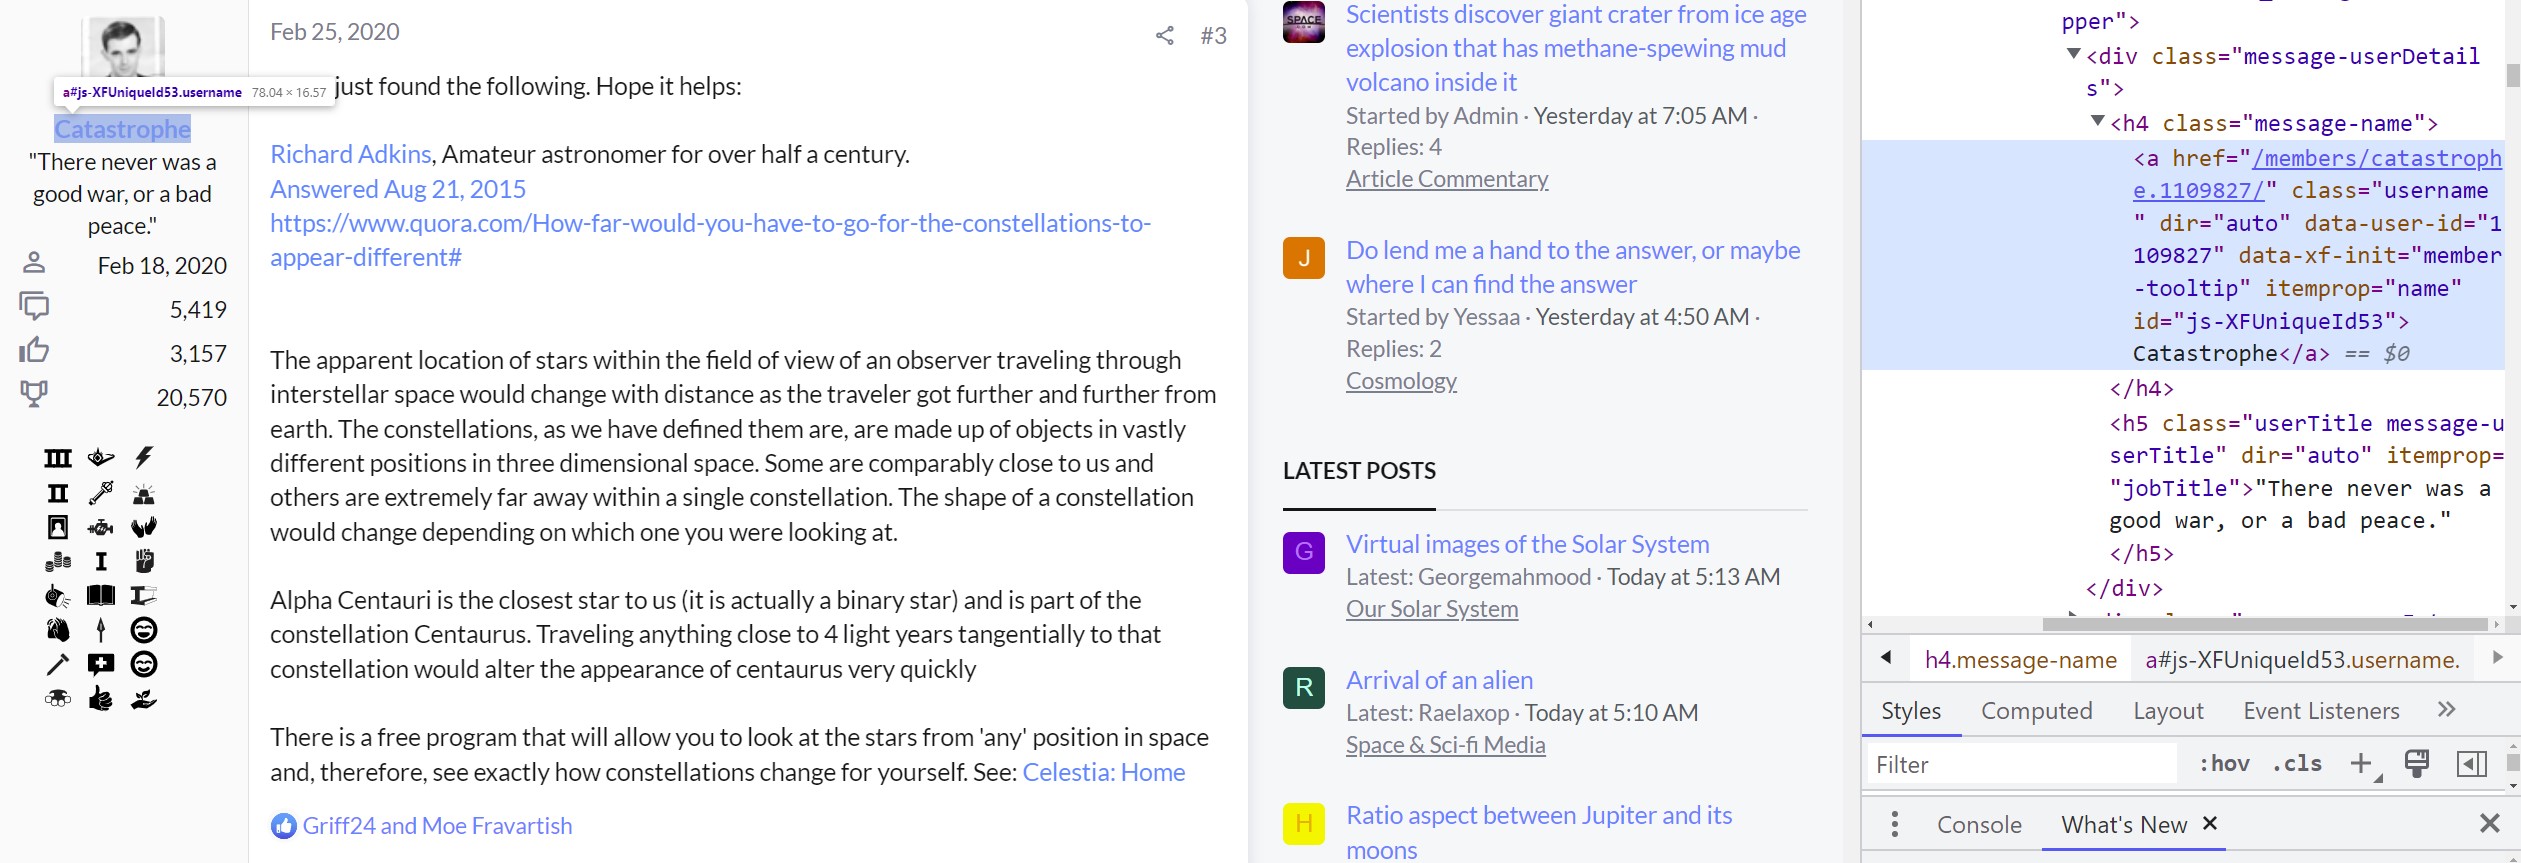 Feb 25, 2020
#3
just found the following. Hope it helps:
a#js-XFUniqueId53.username 78.04 × 16.57
Catastrophe
"There never was a
good war, or a bad
peace."
Feb 18, 2020
5,419
3,157
20,570
Richard Adkins, Amateur astronomer for over half a century.
Answered Aug 21, 2015
https://www.quora.com/How-far-would-you-have-to-go-for-the-constellations-to-
appear-different#
The apparent location of stars within the field of view of an observer traveling through
interstellar space would change with distance as the traveler got further and further from
earth. The constellations, as we have defined them are, are made up of objects in vastly
different positions in three dimensional space. Some are comparably close to us and
others are extremely far away within a single constellation. The shape of a constellation
would change depending on which one you were looking at.
Alpha Centauri is the closest star to us (it is actually a binary star) and is part of the
constellation Centaurus. Traveling anything close to 4 light years tangentially to that
constellation would alter the appearance of centaurus very quickly
There is a free program that will allow you to look at the stars from 'any' position in space
and, therefore, see exactly how constellations change for yourself. See: Celestia: Home
Griff24 and Moe Fravartish
SPACE
Scientists discover giant crater from ice age
explosion that has methane-spewing mud
volcano inside it
Started by Admin · Yesterday at 7:05 AM ·
Replies: 4
Article Commentary
J
Do lend me a hand to the answer, or maybe
where I can find the answer
Started by Yessaa · Yesterday at 4:50 AM ·
Replies: 2
Cosmology
LATEST POSTS
G
Virtual images of the Solar System
Latest: Georgemahmood · Today at 5:13 AM
Our Solar System
R
Arrival of an alien
Latest: Raelaxop · Today at 5:10 AM
Space & Sci-fi Media
H
Ratio aspect between Jupiter and its
moons
pper">
<div class="message-userDetail
s">
<h4 class="message-name">
<a href="/members/catastroph
e.1109827/" class="username
" dir="auto" data-user-id="1
109827" data-xf-init="member
-tooltip" itemprop="name"
id="js-XFUniqueId53">
Catastrophe</a> == $0
</h4>
<h5 class="userTitle message-u
serTitle" dir="auto" itemprop=
"jobTitle">"There never was a
good war, or a bad peace."
</h5>
</div>
h4.message-name a#js-XFUniqueId53.username.
Styles Computed Layout Event Listeners »
Filter :hov .cls +
Console What's New ×